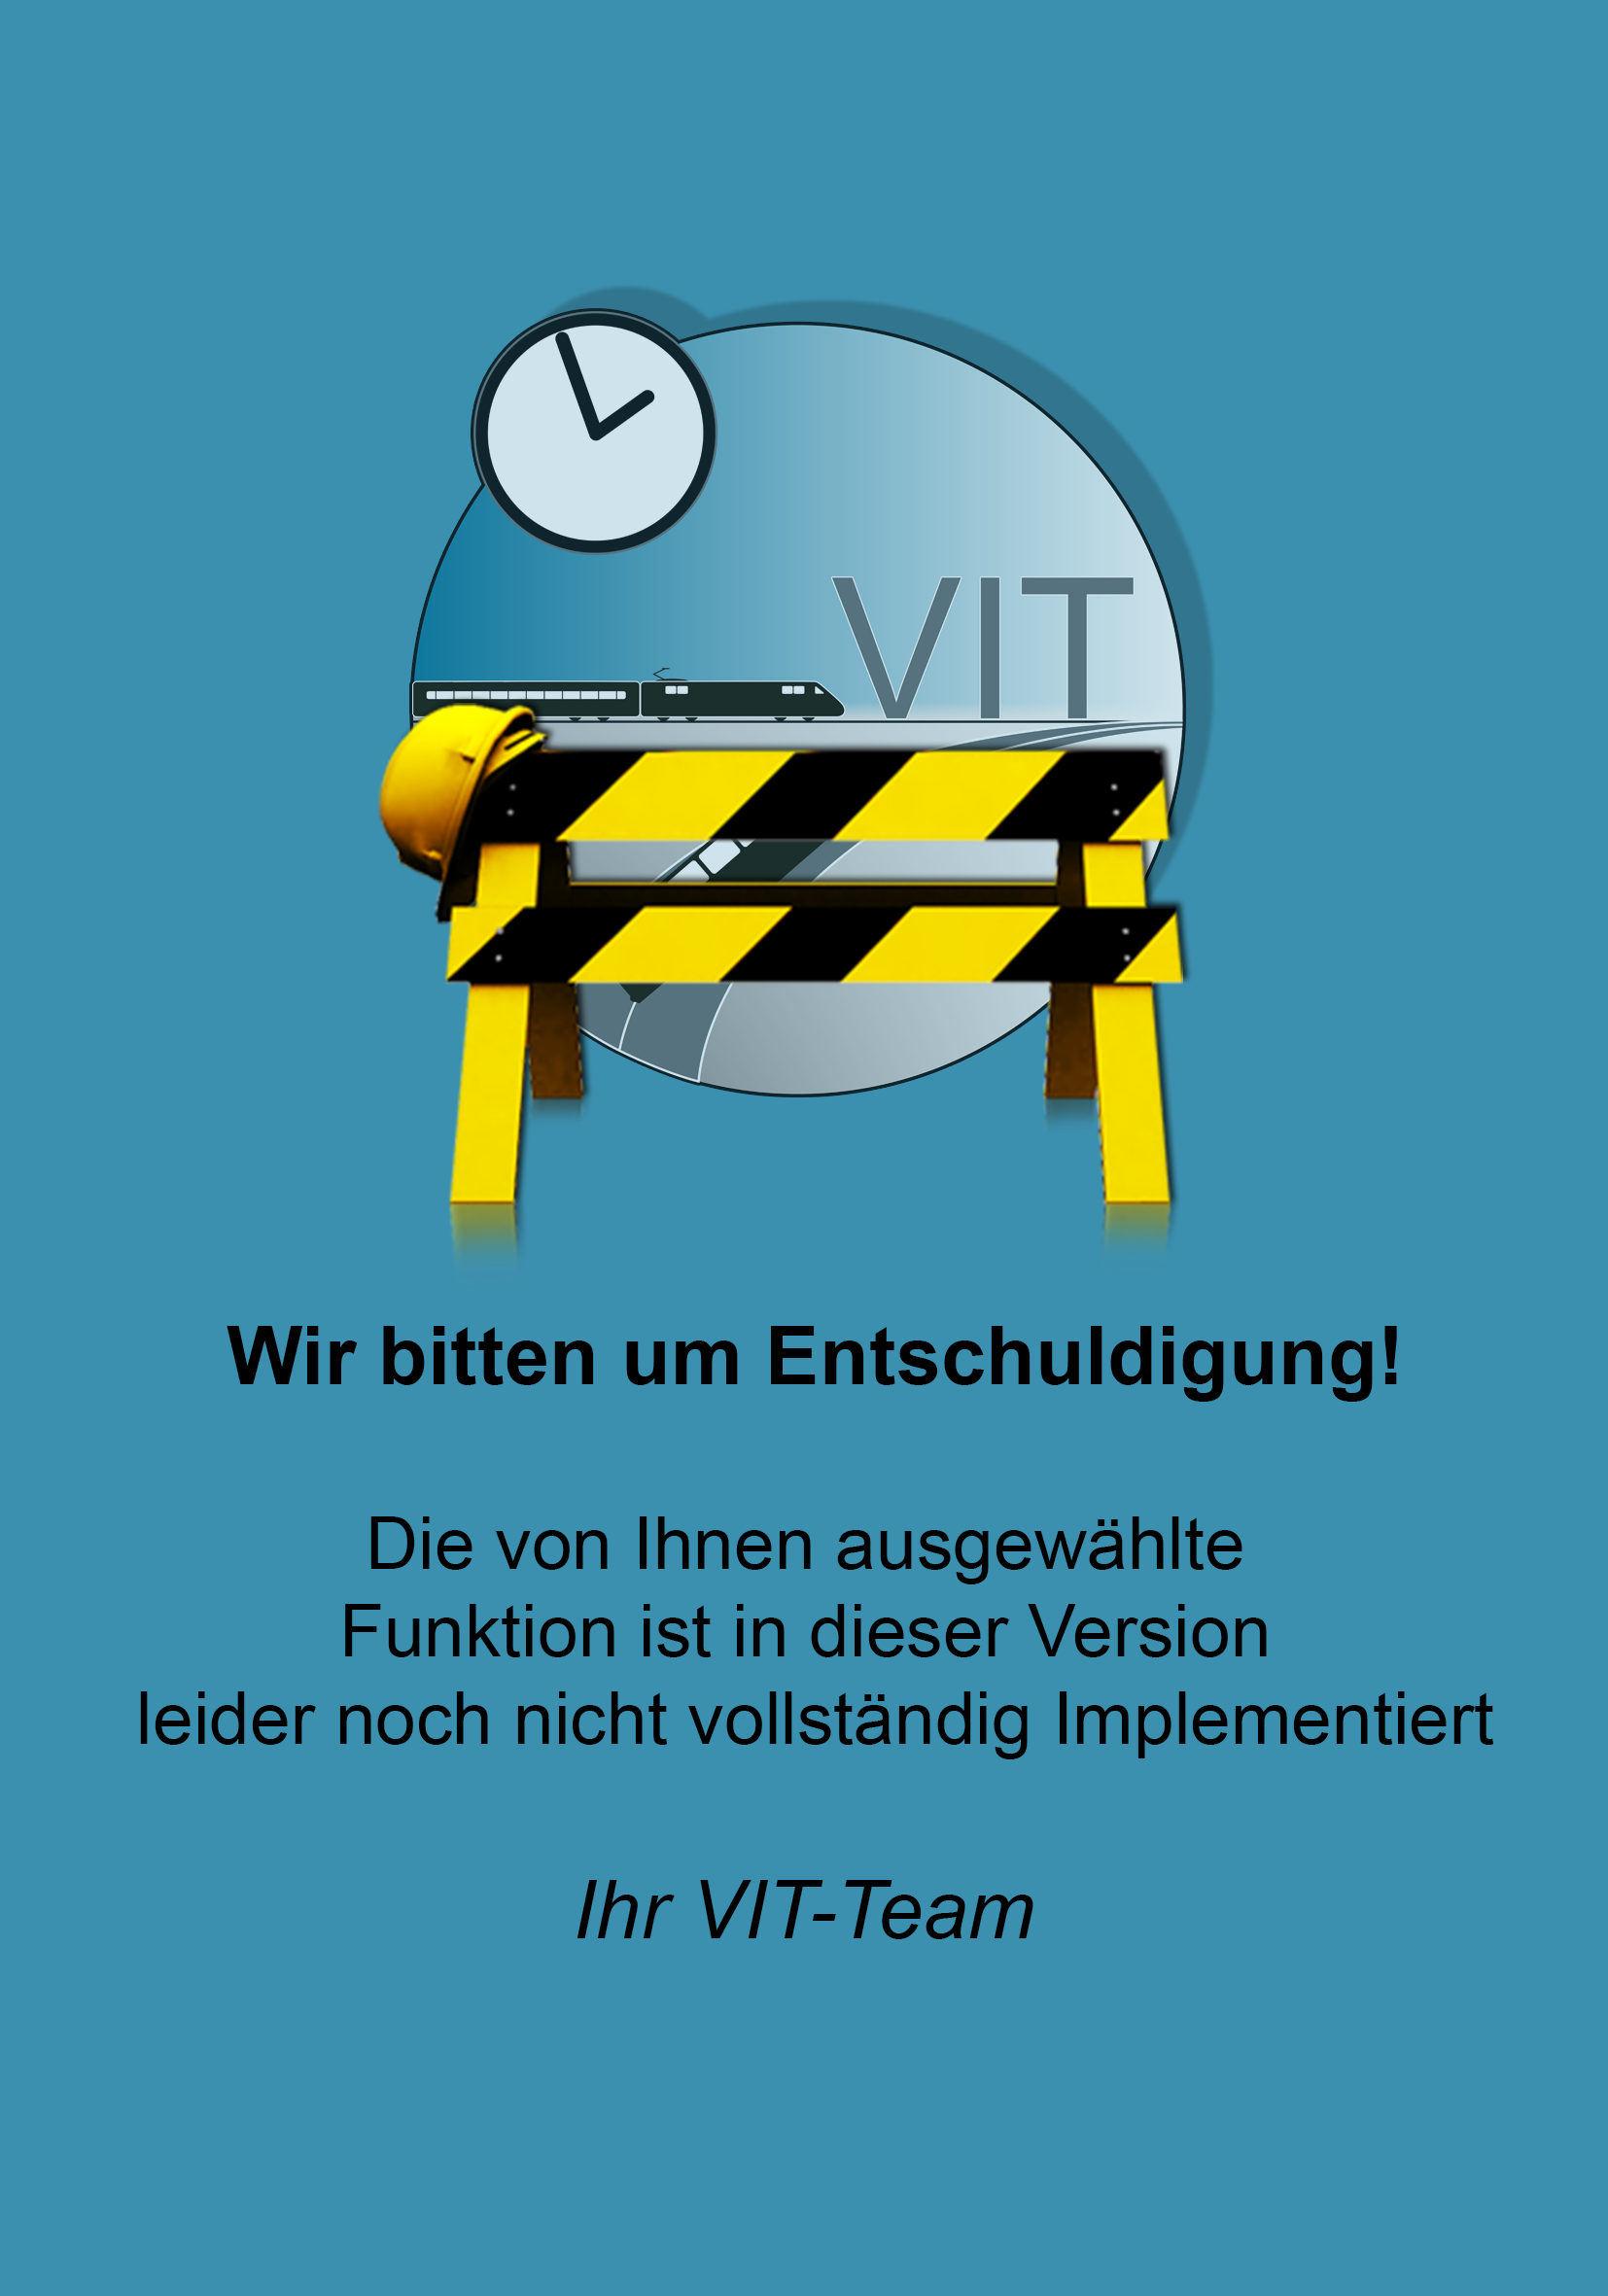 VIT
Wir bitten um Entschuldigung!
Die von Ihnen ausgewählte
Funktion ist in dieser Version
leider noch nicht vollständig Implementiert
Ihr VIT-Team